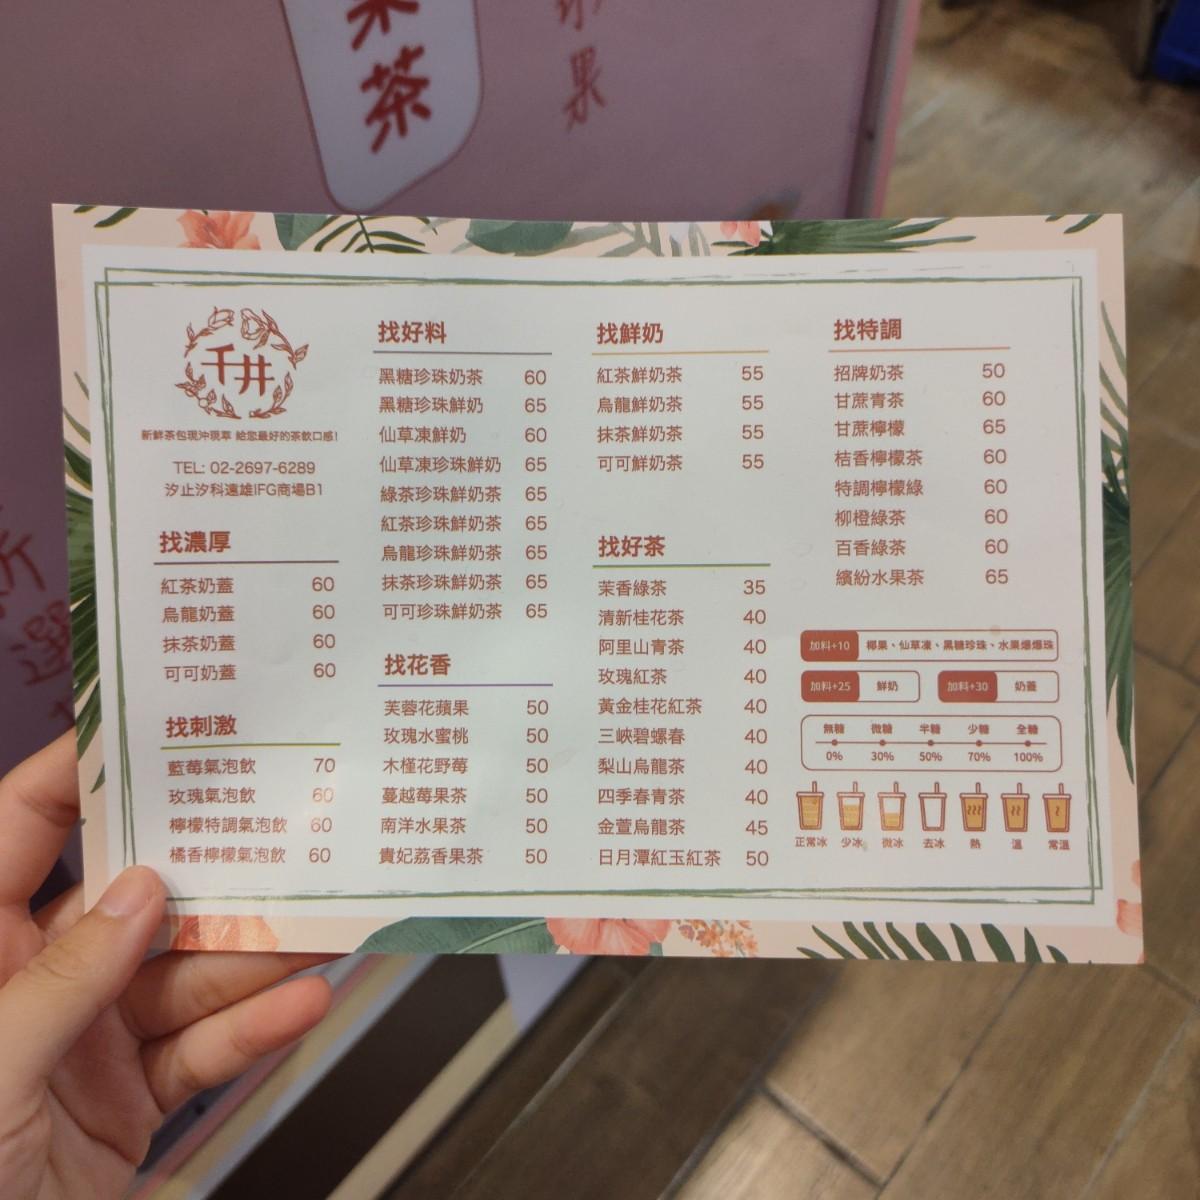 果茶
果
新
選
千井
新鮮茶包現沖現萃 給您最好的茶飲口感!
TEL: 02-2697-6289
汐止汐科遠雄IFG商場B1
找濃厚
紅茶奶蓋 60
烏龍奶蓋 60
抹茶奶蓋 60
可可奶蓋 60
找刺激
藍莓氣泡飲 70
玫瑰氣泡飲 60
檸檬特調氣泡飲 60
橘香檸檬氣泡飲 60
找好料
黑糖珍珠奶茶 60
黑糖珍珠鮮奶 65
仙草凍鮮奶 60
仙草凍珍珠鮮奶 65
綠茶珍珠鮮奶茶 65
紅茶珍珠鮮奶茶 65
烏龍珍珠鮮奶茶 65
抹茶珍珠鮮奶茶 65
可可珍珠鮮奶茶 65
找花香
芙蓉花蘋果 50
玫瑰水蜜桃 50
木槿花野莓 50
蔓越莓果茶 50
南洋水果茶 50
貴妃荔香果茶 50
找鮮奶
紅茶鮮奶茶 55
烏龍鮮奶茶 55
抹茶鮮奶茶 55
可可鮮奶茶 55
找好茶
茉香綠茶 35
清新桂花茶 40
阿里山青茶 40
玫瑰紅茶 40
黃金桂花紅茶 40
三峽碧螺春 40
梨山烏龍茶 40
四季春青茶 40
金萱烏龍茶 45
日月潭紅玉紅茶 50
找特調
招牌奶茶 50
甘蔗青茶 60
甘蔗檸檬 65
桔香檸檬茶 60
特調檸檬綠 60
柳橙綠茶 60
百香綠茶 60
繽紛水果茶 65
加料+10 椰果、仙草凍、黑糖珍珠、水果爆爆珠
加料+25 鮮奶 加料+30 奶蓋
無糖 微糖 半糖 少糖 全糖
0% 30% 50% 70% 100%
正常冰 少冰 微冰 去冰 熱 溫 常溫